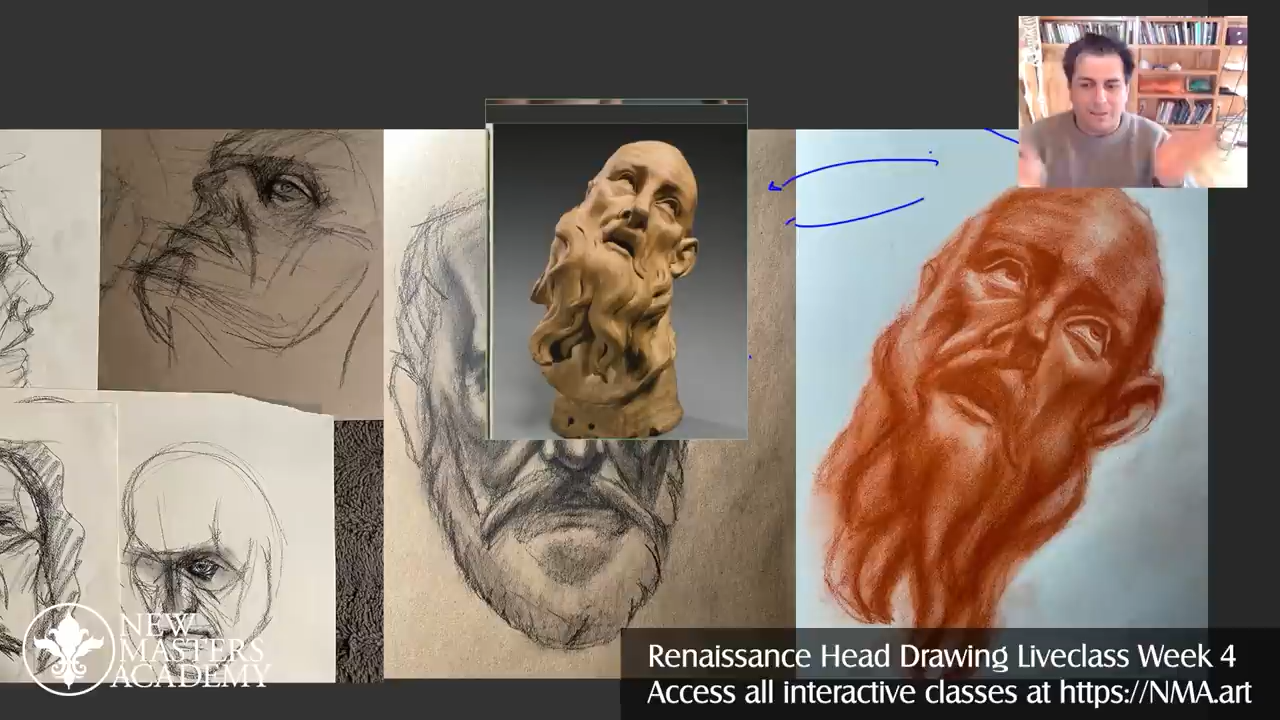 NEW
MASTERS
ACADEMY
Renaissance Head Drawing Liveclass Week 4
Access all interactive classes at https://NMA.art